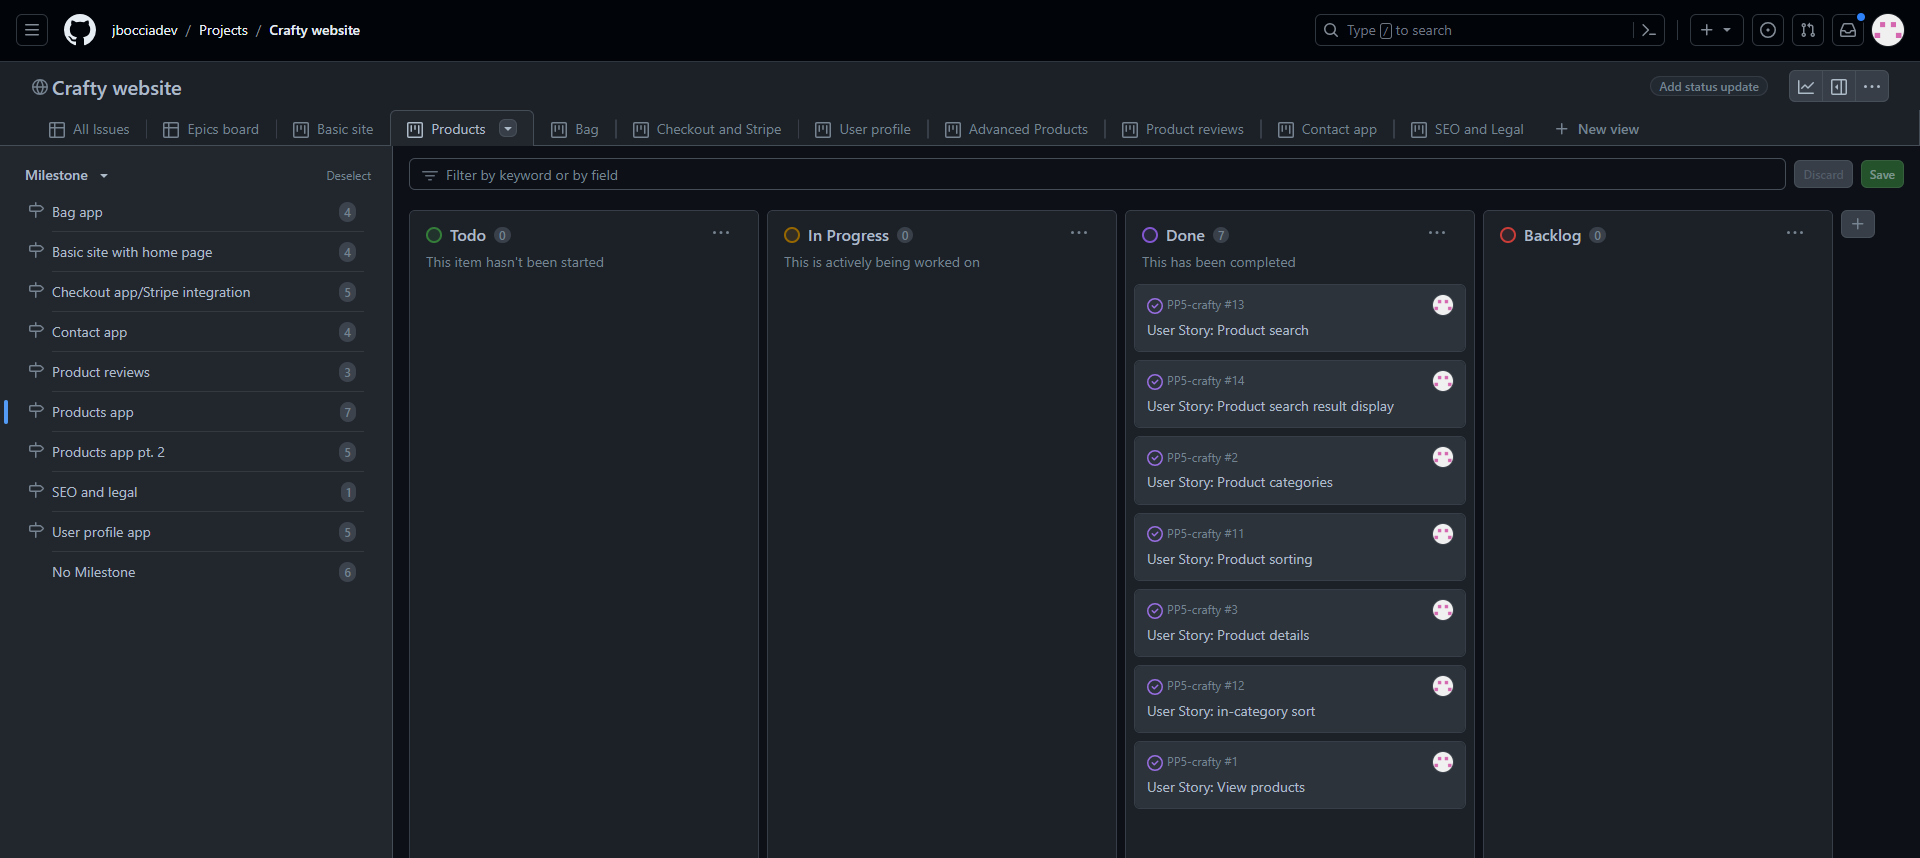 jbocciadev / Projects / Crafty website
Type / to search
Crafty website
Add status update
All Issues
Epics board
Basic site
Products
Bag
Checkout and Stripe
User profile
Advanced Products
Product reviews
Contact app
SEO and Legal
New view
Milestone
Deselect
Bag app 4
Basic site with home page 4
Checkout app/Stripe integration 5
Contact app 4
Product reviews 3
Products app 7
Products app pt. 2 5
SEO and legal 1
User profile app 5
No Milestone 6
Filter by keyword or by field
Discard
Save
Todo 0
This item hasn't been started
In Progress 0
This is actively being worked on
Done 7
This has been completed
PP5-crafty #13
User Story: Product search
PP5-crafty #14
User Story: Product search result display
PP5-crafty #2
User Story: Product categories
PP5-crafty #11
User Story: Product sorting
PP5-crafty #3
User Story: Product details
PP5-crafty #12
User Story: in-category sort
PP5-crafty #1
User Story: View products
Backlog 0